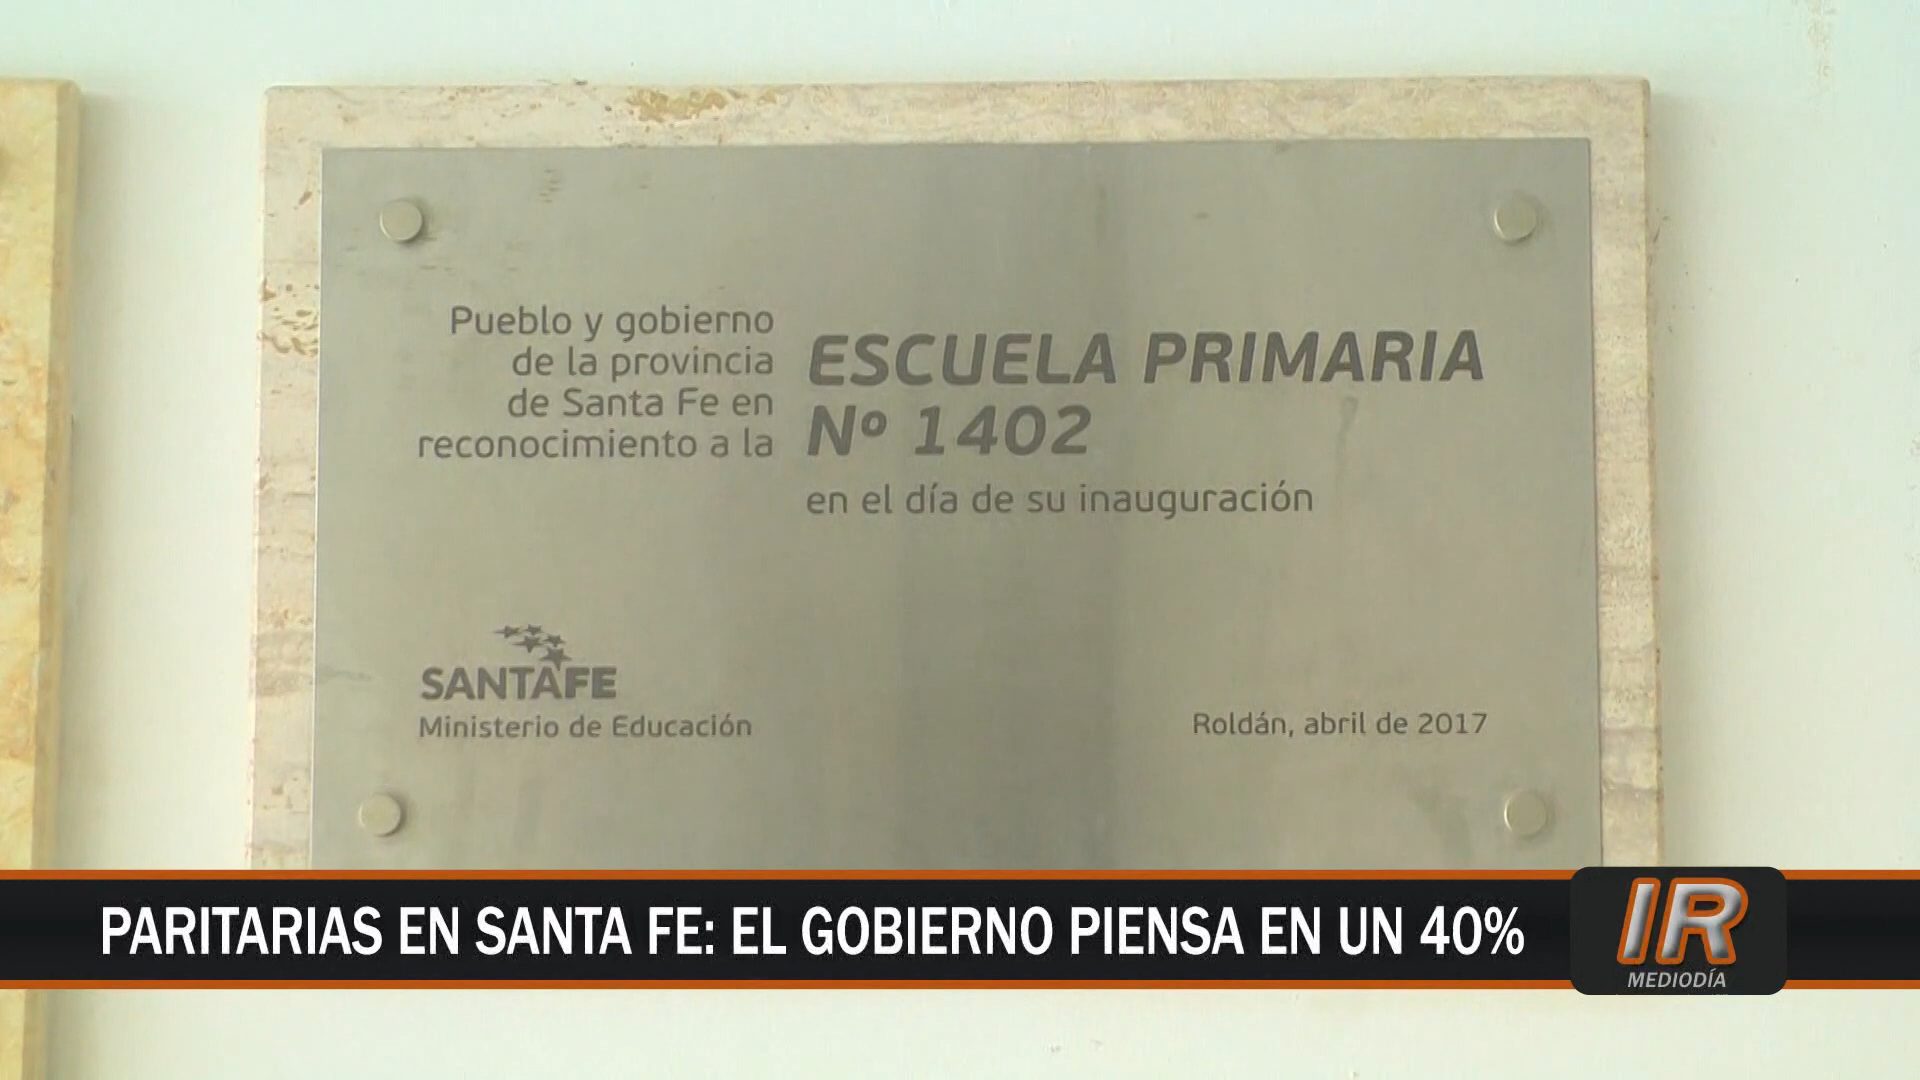 Pueblo y gobierno
de la provincia
de Santa Fe en
reconocimiento a la
ESCUELA PRIMARIA
Nº 1402
en el día de su inauguración
SANTA FE
Ministerio de Educación
Roldán, abril de 2017
PARITARIAS EN SANTA FE: EL GOBIERNO PIENSA EN UN 40%
IR
MEDIODÍA